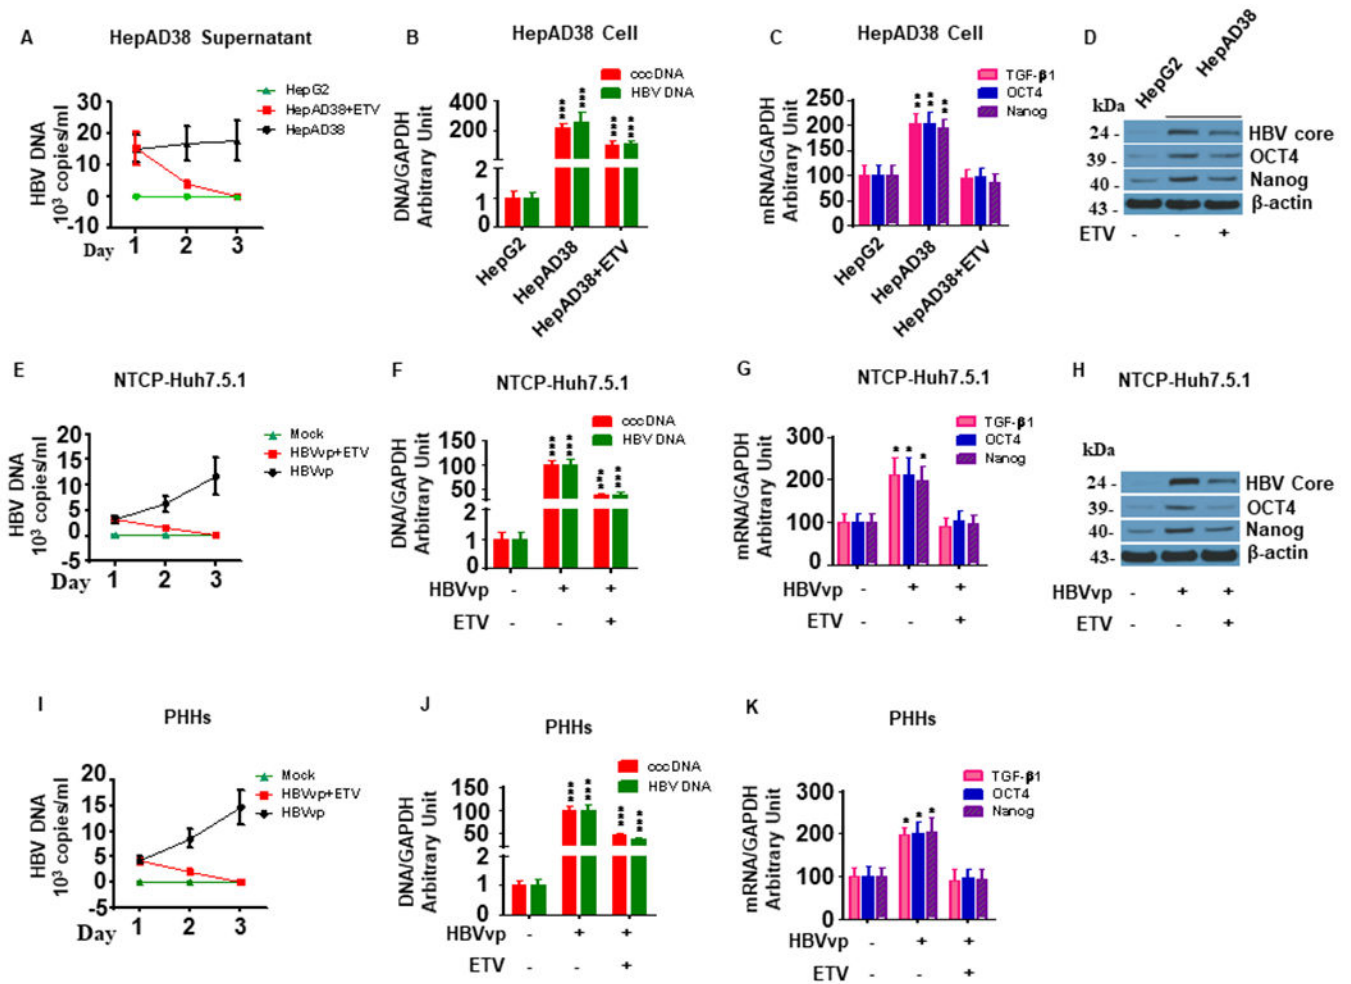 A
HepAD38 Supernatant
HepG2
HepAD38+ETV
HepAD38
HBV DNA
10³ copies/ml
30
20
10
0
-10
Day 1 2 3
B
HepAD38 Cell
cccDNA
HBV DNA
DNA/GAPDH
Arbitrary Unit
400
200
2
1
0
*** *** *** ***
HepG2
HepAD38
HepAD38+ETV
C
HepAD38 Cell
TGF-β1
OCT4
Nanog
mRNA/GAPDH
Arbitrary Unit
250
200
150
100
50
0
** ** **
HepG2
HepAD38
HepAD38+ETV
D
HepG2
HepAD38
kDa
24 - HBV core
39 - OCT4
40 - Nanog
43 - β-actin
ETV - - +
E
NTCP-Huh7.5.1
Mock
HBVvp+ETV
HBVvp
HBV DNA
10³ copies/ml
20
15
10
5
0
-5
Day 1 2 3
F
NTCP-Huh7.5.1
cccDNA
HBV DNA
DNA/GAPDH
Arbitrary Unit
150
100
50
2
1
0
*** *** *** ***
HBVvp - + +
ETV - - +
G
NTCP-Huh7.5.1
TGF-β1
OCT4
Nanog
mRNA/GAPDH
Arbitrary Unit
300
200
100
0
* * *
HBVvp - + +
ETV - - +
H
NTCP-Huh7.5.1
kDa
24 - HBV Core
39- OCT4
40- Nanog
43- β-actin
HBVvp - + +
ETV - - +
I
PHHs
Mock
HBVvp+ETV
HBVvp
HBV DNA
10³ copies/ml
20
15
10
5
0
-5
Day 1 2 3
J
PHHs
cccDNA
HBV DNA
DNA/GAPDH
Arbitrary Unit
150
100
50
2
1
0
*** *** *** ***
HBVvp - + +
ETV - - +
K
PHHs
TGF-β1
OCT4
Nanog
mRNA/GAPDH
Arbitrary Unit
300
200
100
0
* * *
HBVvp - + +
ETV - - +